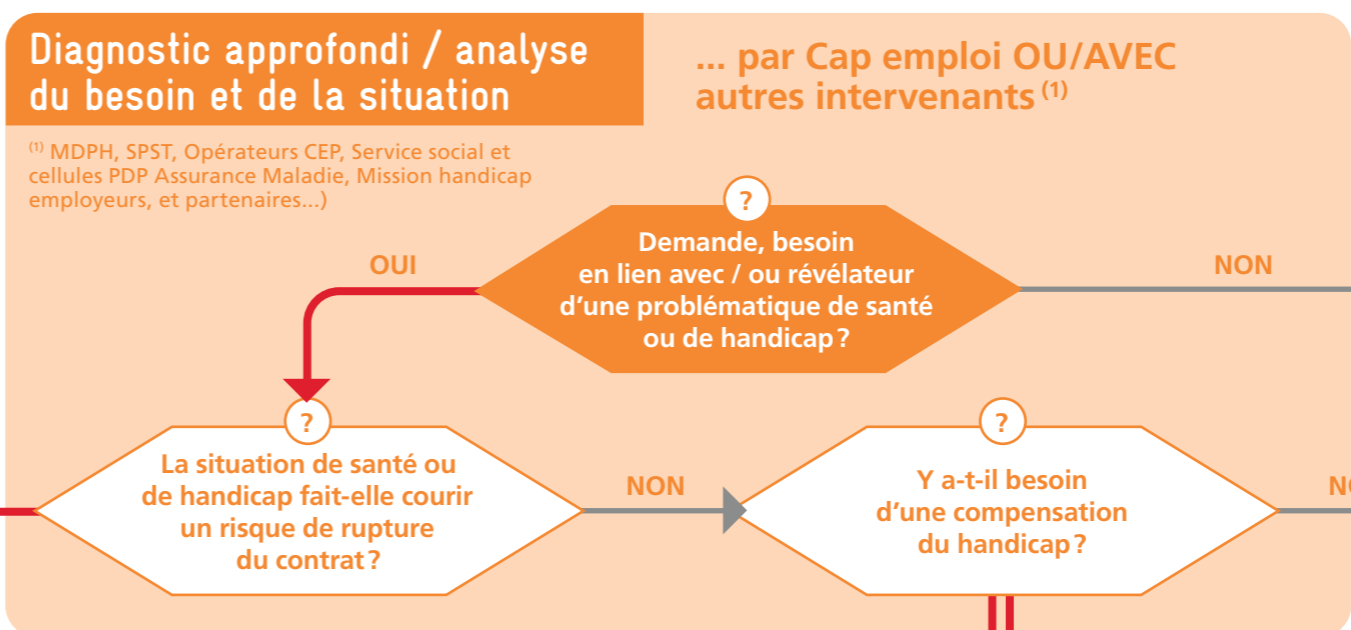 Diagnostic approfondi / analyse
du besoin et de la situation
... par Cap emploi OU/AVEC
autres intervenants (1)
(1) MDPH, SPST, Opérateurs CEP, Service social et
cellules PDP Assurance Maladie, Mission handicap
employeurs, et partenaires...)
?
Demande, besoin
en lien avec / ou révélateur
d'une problématique de santé
ou de handicap ?
OUI
NON
?
La situation de santé ou
de handicap fait-elle courir
un risque de rupture
du contrat ?
NON
?
Y a-t-il besoin
d'une compensation
du handicap ?